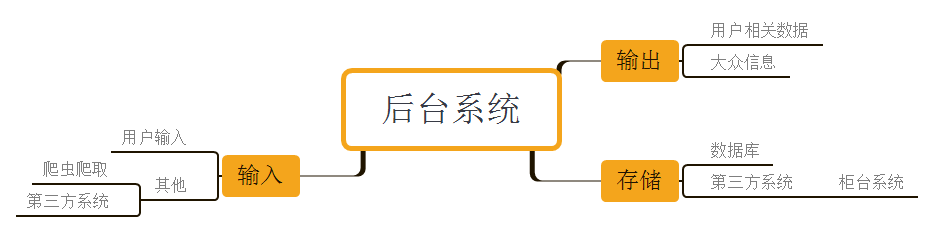 后台系统
输出
用户相关数据
大众信息
存储
数据库
第三方系统
柜台系统
输入
用户输入
其他
爬虫爬取
第三方系统